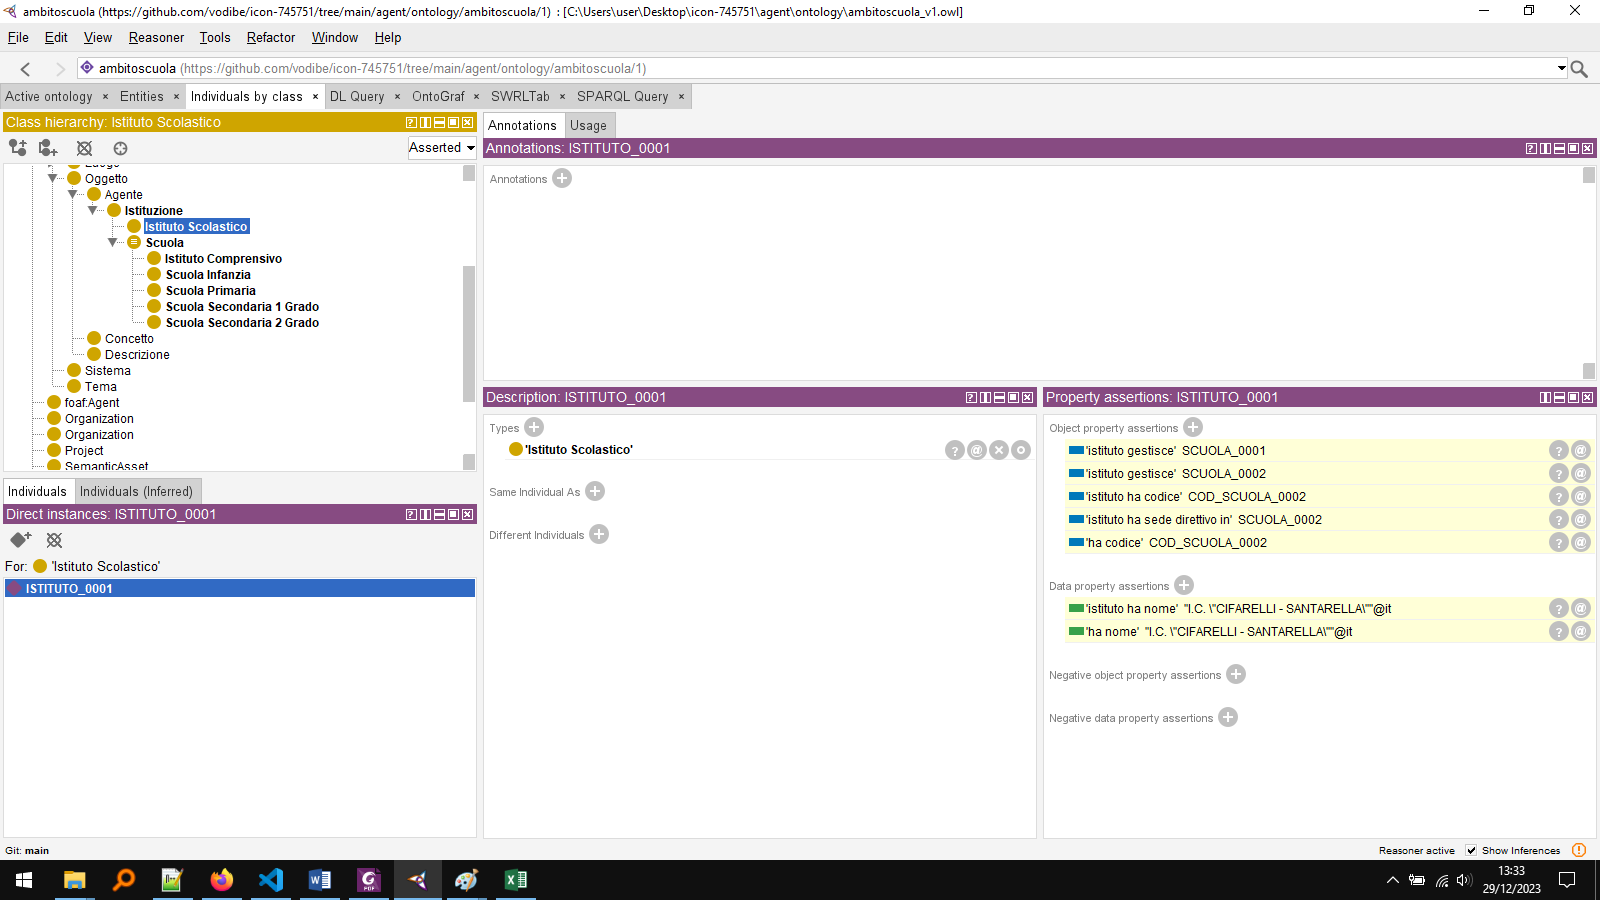 ambitoscuola (https://github.com/vodibe/icon-745751/tree/main/agent/ontology/ambitoscuola/1) : [C:\Users\user\Desktop\icon-745751\agent\ontology\ambitoscuola_v1.owl]
File Edit View Reasoner Tools Refactor Window Help
ambitoscuola (https://github.com/vodibe/icon-745751/tree/main/agent/ontology/ambitoscuola/1)
Active ontology × Entities × Individuals by class × DL Query × OntoGraf × SWRLTab × SPARQL Query ×
Class hierarchy: Istituto Scolastico
Asserted
Oggetto
Agente
Istituzione
Istituto Scolastico
Scuola
Istituto Comprensivo
Scuola Infanzia
Scuola Primaria
Scuola Secondaria 1 Grado
Scuola Secondaria 2 Grado
Concetto
Descrizione
Sistema
Tema
foaf:Agent
Organization
Organization
Project
SemanticAsset
Individuals Individuals (Inferred)
Direct instances: ISTITUTO_0001
For: 'Istituto Scolastico'
ISTITUTO_0001
Annotations Usage
Annotations: ISTITUTO_0001
Annotations
Description: ISTITUTO_0001
Types
'Istituto Scolastico'
Same Individual As
Different Individuals
Property assertions: ISTITUTO_0001
Object property assertions
'istituto gestisce' SCUOLA_0001
'istituto gestisce' SCUOLA_0002
'istituto ha codice' COD_SCUOLA_0002
'istituto ha sede direttivo in' SCUOLA_0002
'ha codice' COD_SCUOLA_0002
Data property assertions
'istituto ha nome' "I.C. \"CIFARELLI - SANTARELLA\""@it
'ha nome' "I.C. \"CIFARELLI - SANTARELLA\""@it
Negative object property assertions
Negative data property assertions
Git: main
Reasoner active Show Inferences
13:33
29/12/2023